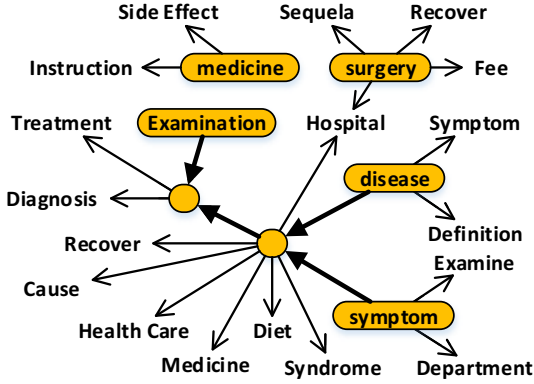 Side Effect
Sequela
Recover
Instruction
medicine
surgery
Fee
Treatment
Examination
Hospital
Symptom
Diagnosis
disease
Recover
Definition
Cause
Examine
Health Care
Diet
symptom
Medicine
Syndrome
Department